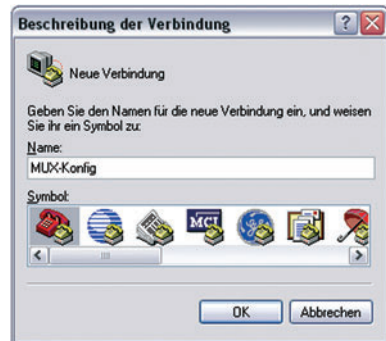 Beschreibung der Verbindung
Neue Verbindung
Geben Sie den Namen für die neue Verbindung ein, und weisen
Sie ihr ein Symbol zu:
Name:
MUX-Konfig
Symbol:
MCI
OK
Abbrechen